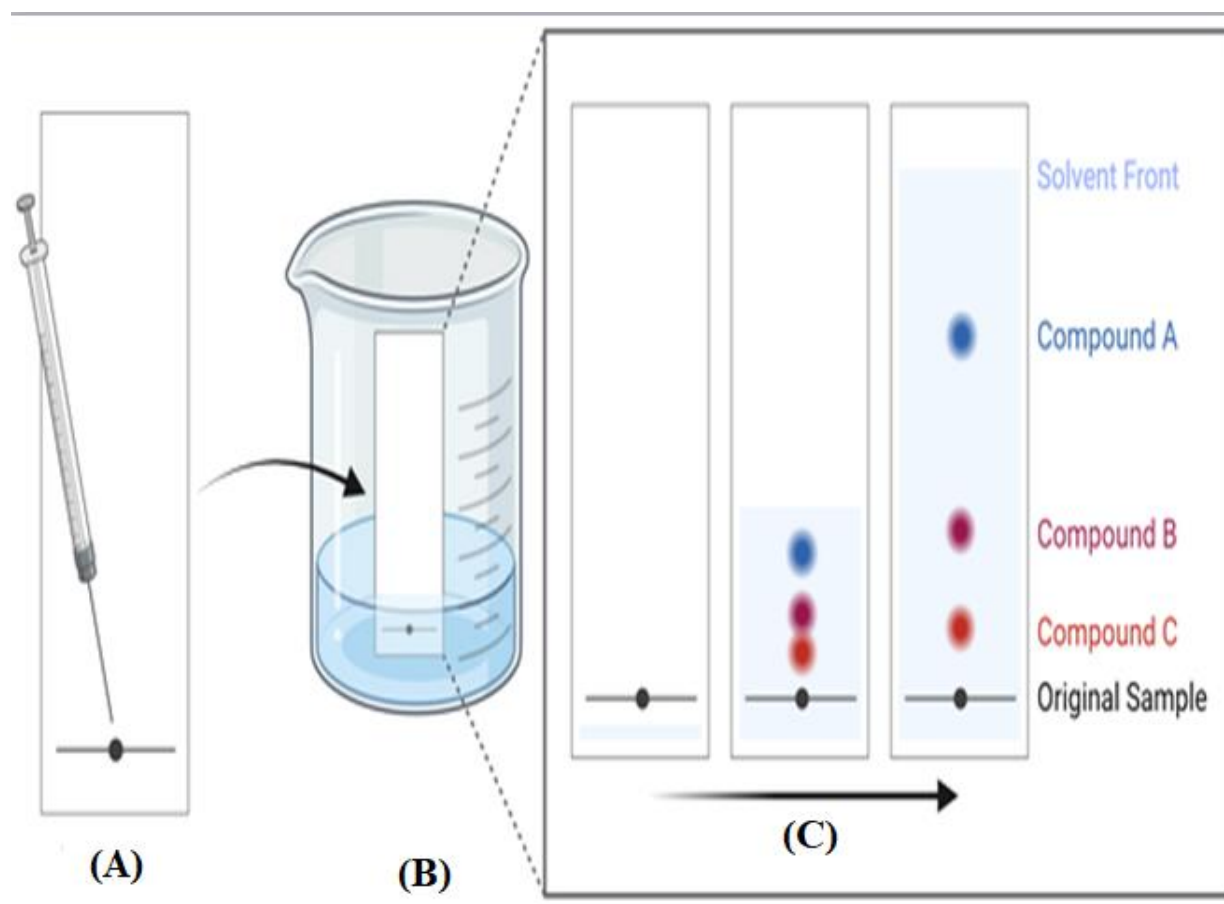 Solvent Front
Compound A
Compound B
Compound C
Original Sample
(A)
(B)
(C)